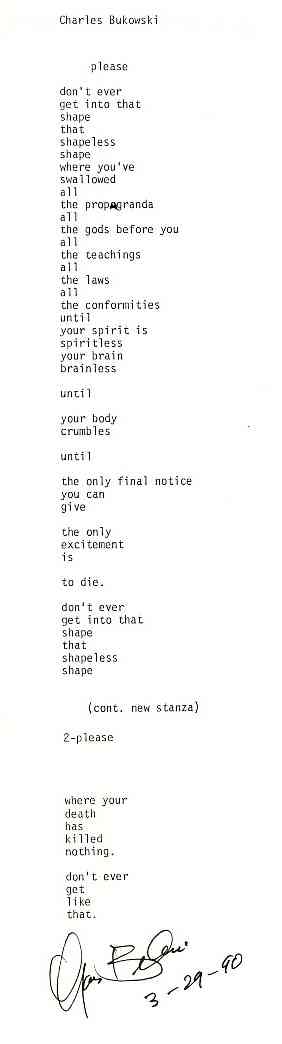 Charles Bukowski
please
don't ever
get into that
shape
that
shapeless
shape
where you've
swallowed
all
the propagranda
all
the gods before you
all
the teachings
all
the laws
all
the conformities
until
your spirit is
spiritless
your brain
brainless
until
your body
crumbles
until
the only final notice
you can
give
the only
excitement
is
to die.
don't ever
get into that
shape
that
shapeless
shape
(cont. new stanza)
2-please
where your
death
has
killed
nothing.
don't ever
get
like
that.
3-29-90